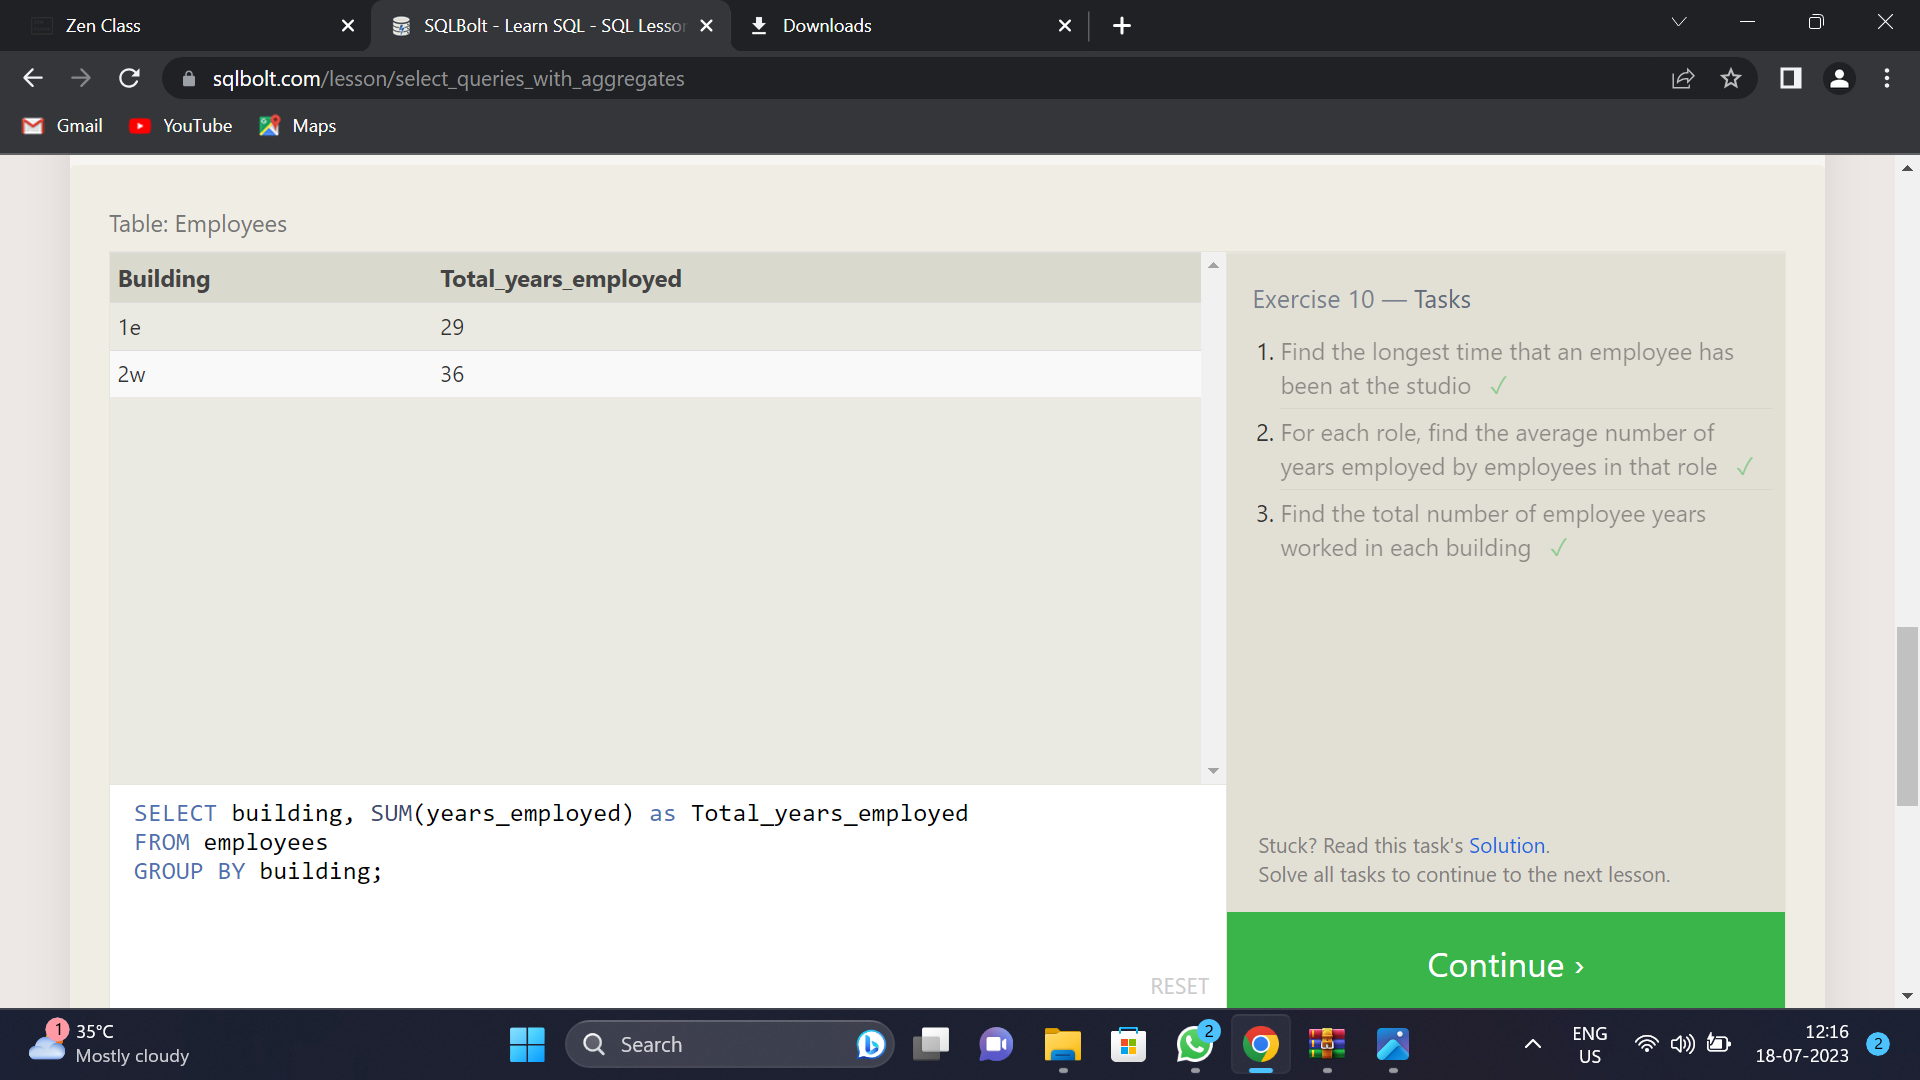 Zen Class
SQLBolt - Learn SQL - SQL Lesso
Downloads
sqlbolt.com/lesson/select_queries_with_aggregates
Gmail
YouTube
Maps
Table: Employees
Building Total_years_employed
1e 29
2w 36
Exercise 10 — Tasks
1. Find the longest time that an employee has
been at the studio ✓
2. For each role, find the average number of
years employed by employees in that role ✓
3. Find the total number of employee years
worked in each building ✓
SELECT building, SUM(years_employed) as Total_years_employed
FROM employees
GROUP BY building;
RESET
Stuck? Read this task's Solution.
Solve all tasks to continue to the next lesson.
Continue ›
1
35°C
Mostly cloudy
Search
2
ENG
US
12:16
18-07-2023
2